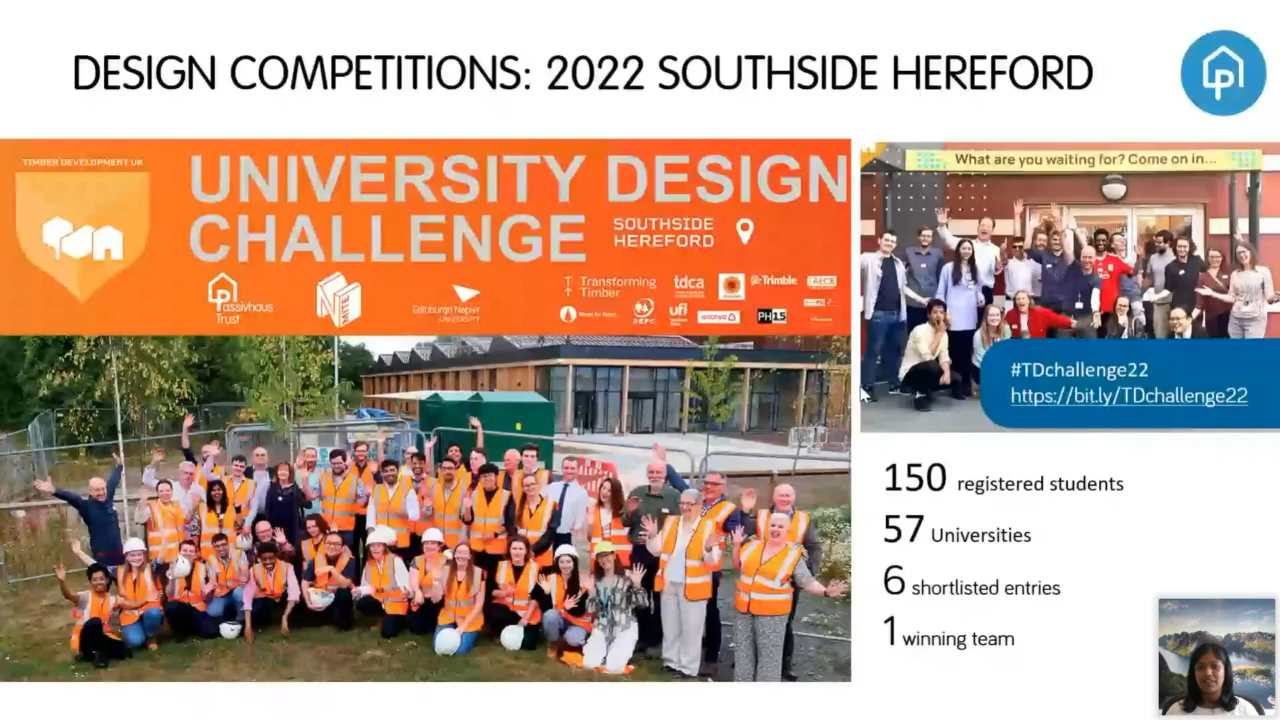 DESIGN COMPETITIONS: 2022 SOUTHSIDE HEREFORD
TIMBER DEVELOPMENT UK
UNIVERSITY DESIGN
CHALLENGE
SOUTHSIDE
HEREFORD
Passivhaus
Trust
NMITE
Edinburgh Napier
UNIVERSITY
Transforming
Timber
tdca
Trimble
AECB
PEFC
ufi
PH15
What are you waiting for? Come on in...
#TDchallenge22
https://bit.ly/TDchallenge22
150 registered students
57 Universities
6 shortlisted entries
1 winning team